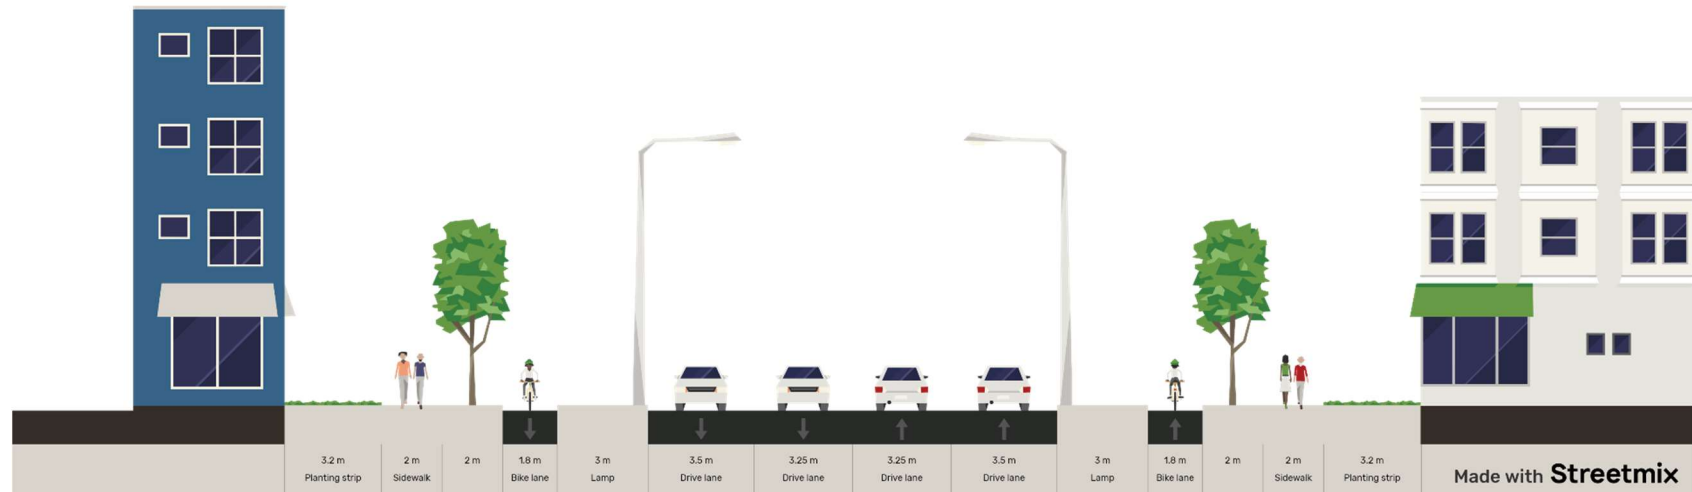 3.2 m
Planting strip
2 m
Sidewalk
2 m
1.8 m
Bike lane
3 m
Lamp
3.5 m
Drive lane
3.25 m
Drive lane
3.25 m
Drive lane
3.5 m
Drive lane
3 m
Lamp
1.8 m
Bike lane
2 m
2 m
Sidewalk
3.2 m
Planting strip
Made with Streetmix